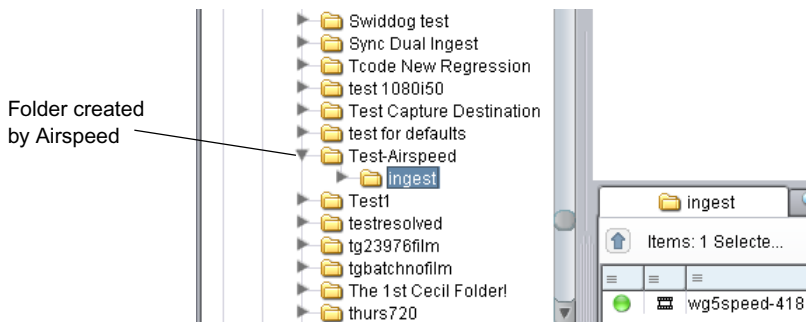 Swiddog test
Sync Dual Ingest
Tcode New Regression
test 1080i50
Test Capture Destination
test for defaults
Folder created
by Airspeed
Test-Airspeed
ingest
Test1
testresolved
tg23976film
tgbatchnofilm
The 1st Cecil Folder!
thurs720
ingest
Items: 1 Selecte...
wg5speed-418